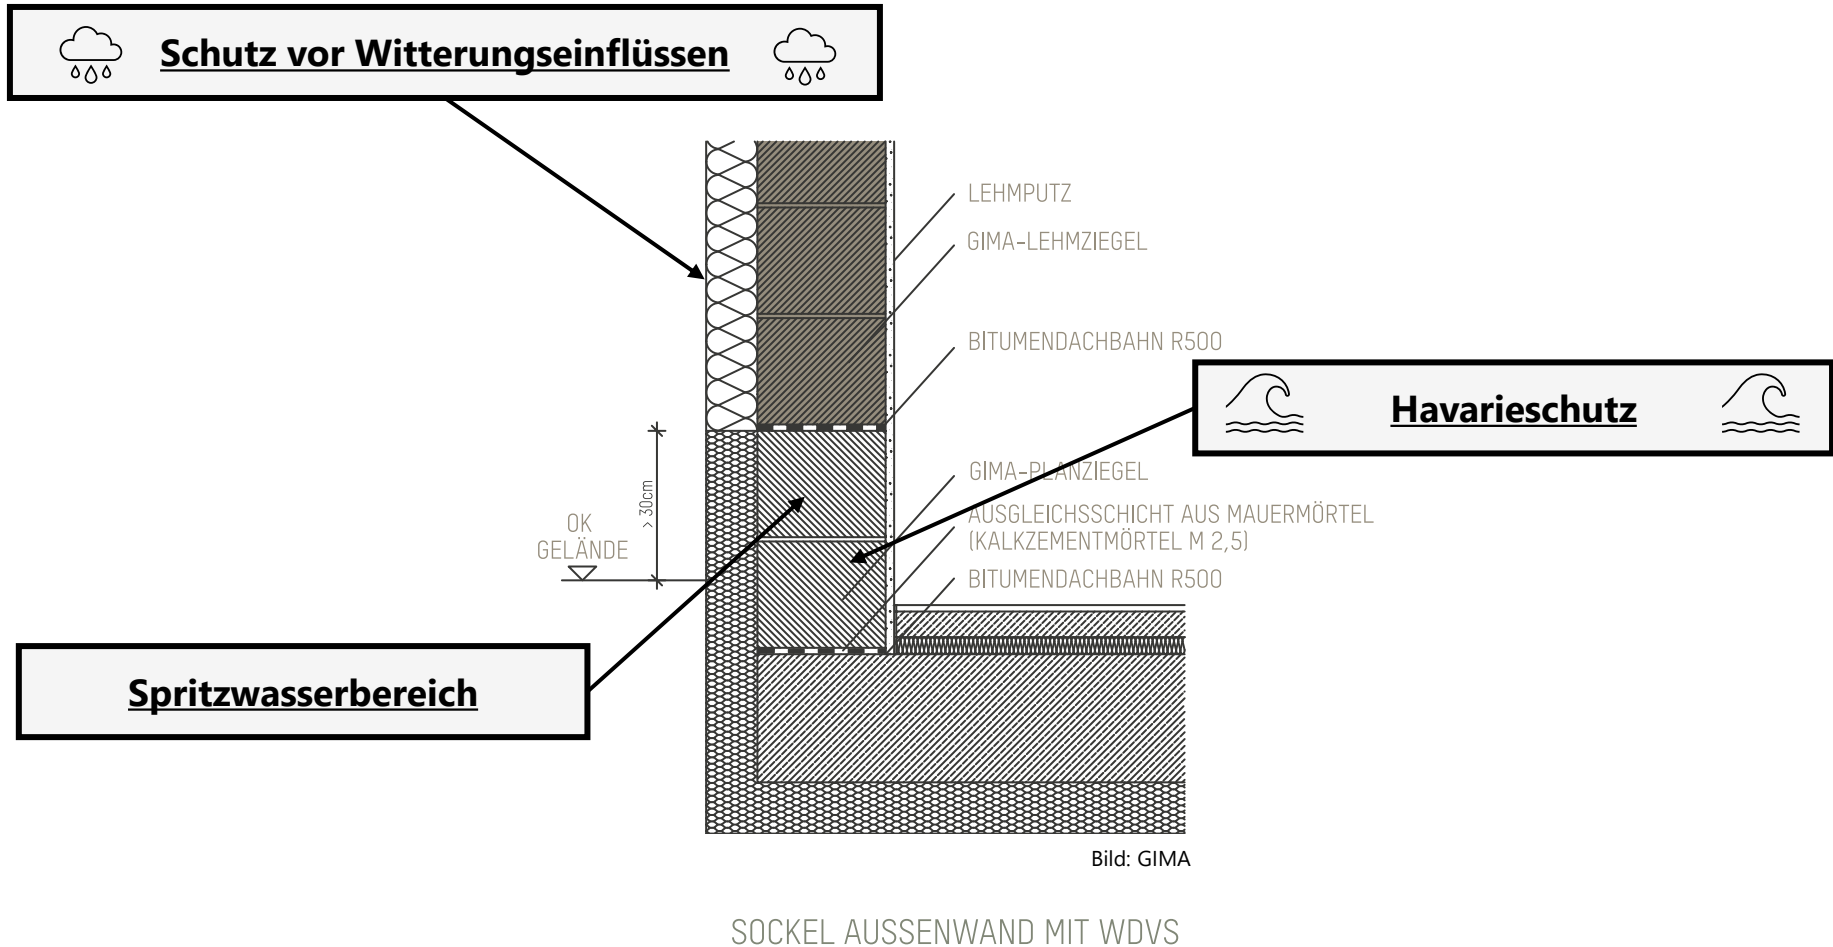 Schutz vor Witterungseinflüssen
LEHMPUTZ
GIMA-LEHMZIEGEL
BITUMENDACHBAHN R500
Havarieschutz
GIMA-PLANZIEGEL
> 30cm
OK
GELÄNDE
AUSGLEICHSSCHICHT AUS MAUERMÖRTEL
(KALKZEMENTMÖRTEL M 2,5)
BITUMENDACHBAHN R500
Spritzwasserbereich
Bild: GIMA
SOCKEL AUSSENWAND MIT WDVS